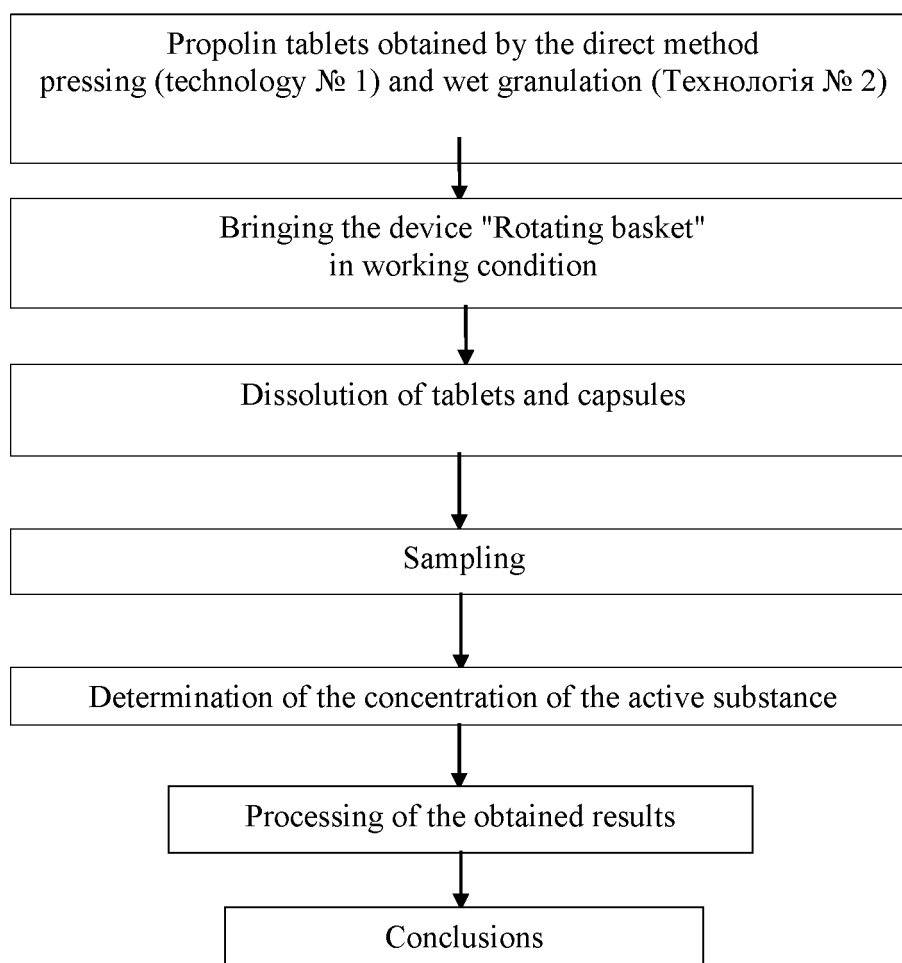 Propolin tablets obtained by the direct method
pressing (technology № 1) and wet granulation (Технологія № 2)
Bringing the device "Rotating basket"
in working condition
Dissolution of tablets and capsules
Sampling
Determination of the concentration of the active substance
Processing of the obtained results
Conclusions